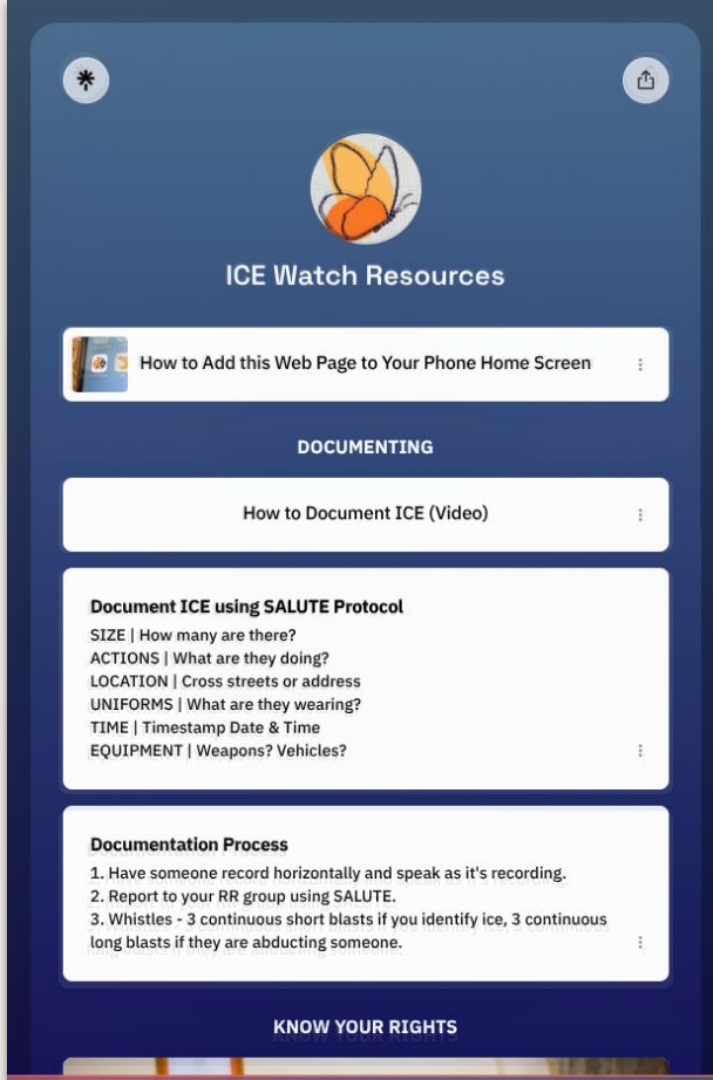 ICE Watch Resources
How to Add this Web Page to Your Phone Home Screen
DOCUMENTING
How to Document ICE (Video)
Document ICE using SALUTE Protocol
SIZE | How many are there?
ACTIONS | What are they doing?
LOCATION | Cross streets or address
UNIFORMS | What are they wearing?
TIME | Timestamp Date & Time
EQUIPMENT | Weapons? Vehicles?
Documentation Process
1. Have someone record horizontally and speak as it's recording.
2. Report to your RR group using SALUTE.
3. Whistles - 3 continuous short blasts if you identify ice, 3 continuous
long blasts if they are abducting someone.
KNOW YOUR RIGHTS